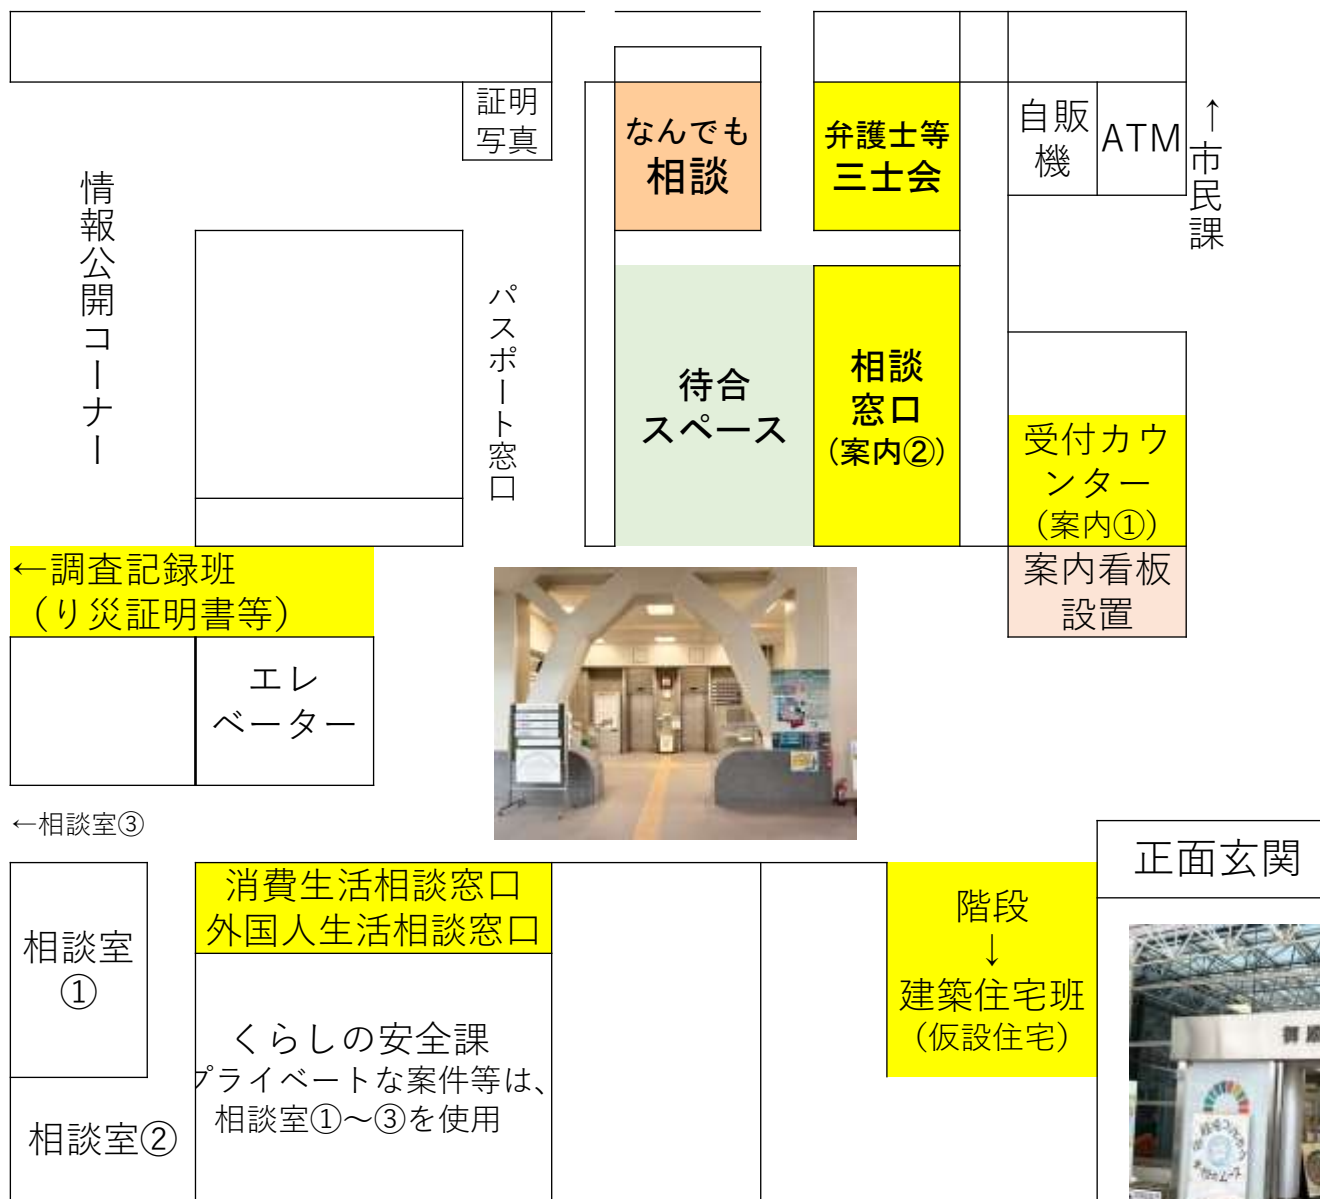 証明
写真
なんでも
相談
弁護士等
三士会
自販
機
ATM
↑市民課
情報公開コーナー
パスポート窓口
待合
スペース
相談
窓口
(案内②)
受付カウ
ンター
(案内①)
案内看板
設置
←調査記録班
(り災証明書等)
エレ
ベーター
←相談室③
正面玄関
相談室
①
消費生活相談窓口
外国人生活相談窓口
階段
↓
建築住宅班
(仮設住宅)
くらしの安全課
プライベートな案件等は、
相談室①~③を使用
相談室②